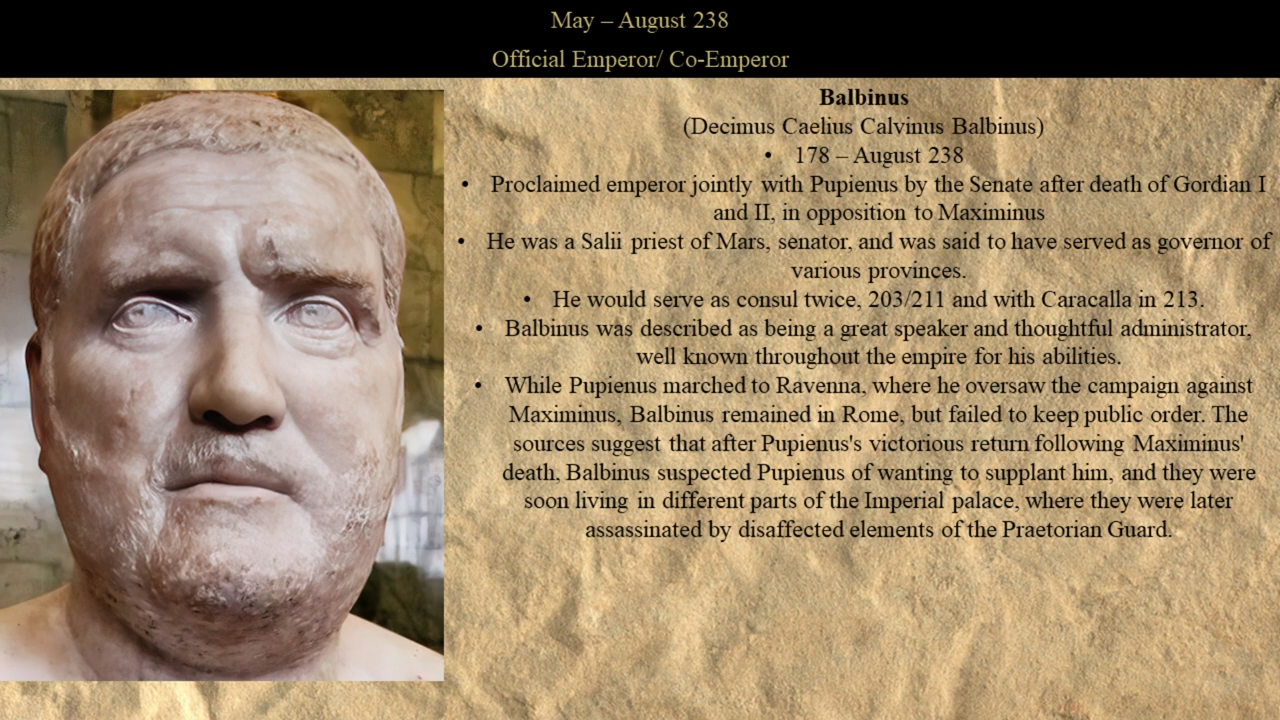 May – August 238
Official Emperor/ Co-Emperor
Balbinus
(Decimus Caelius Calvinus Balbinus)
• 178 – August 238
• Proclaimed emperor jointly with Pupienus by the Senate after death of Gordian I
and II, in opposition to Maximinus
• He was a Salii priest of Mars, senator, and was said to have served as governor of
various provinces.
• He would serve as consul twice, 203/211 and with Caracalla in 213.
• Balbinus was described as being a great speaker and thoughtful administrator,
well known throughout the empire for his abilities.
• While Pupienus marched to Ravenna, where he oversaw the campaign against
Maximinus, Balbinus remained in Rome, but failed to keep public order. The
sources suggest that after Pupienus's victorious return following Maximinus'
death, Balbinus suspected Pupienus of wanting to supplant him, and they were
soon living in different parts of the Imperial palace, where they were later
assassinated by disaffected elements of the Praetorian Guard.